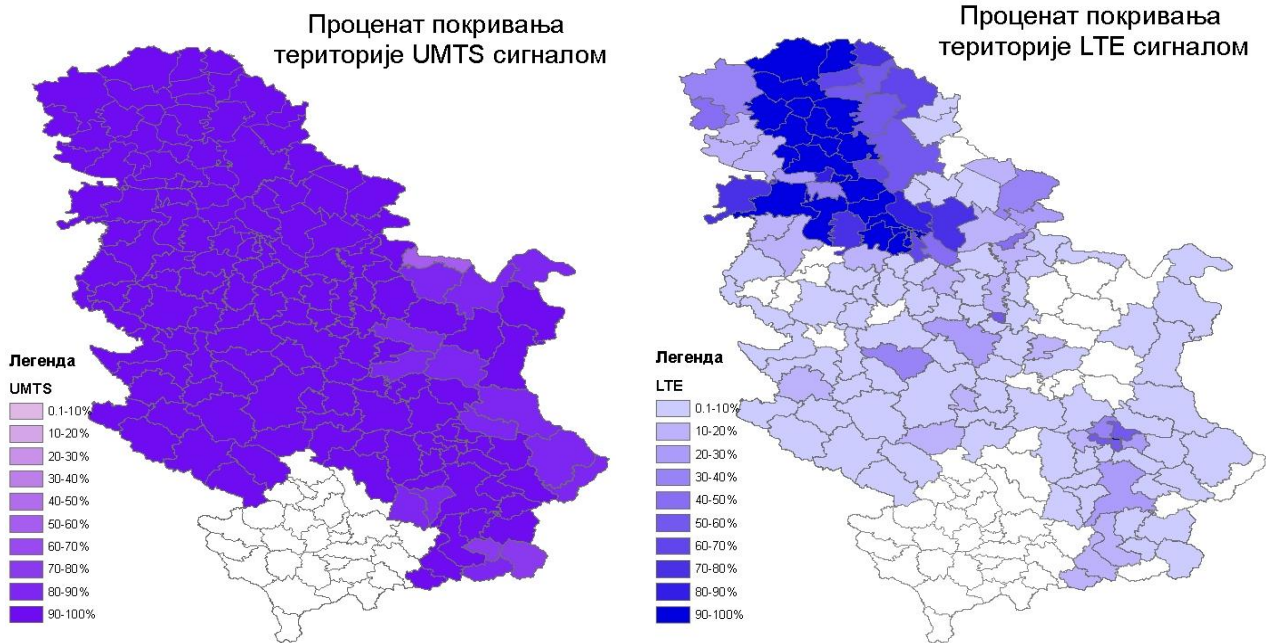 Проценат покривања
територије UMTS сигналом
Легенда
UMTS
0.1-10%
10-20%
20-30%
30-40%
40-50%
50-60%
60-70%
70-80%
80-90%
90-100%
Проценат покривања
територије LTE сигналом
Легенда
LTE
0.1-10%
10-20%
20-30%
30-40%
40-50%
50-60%
60-70%
70-80%
80-90%
90-100%